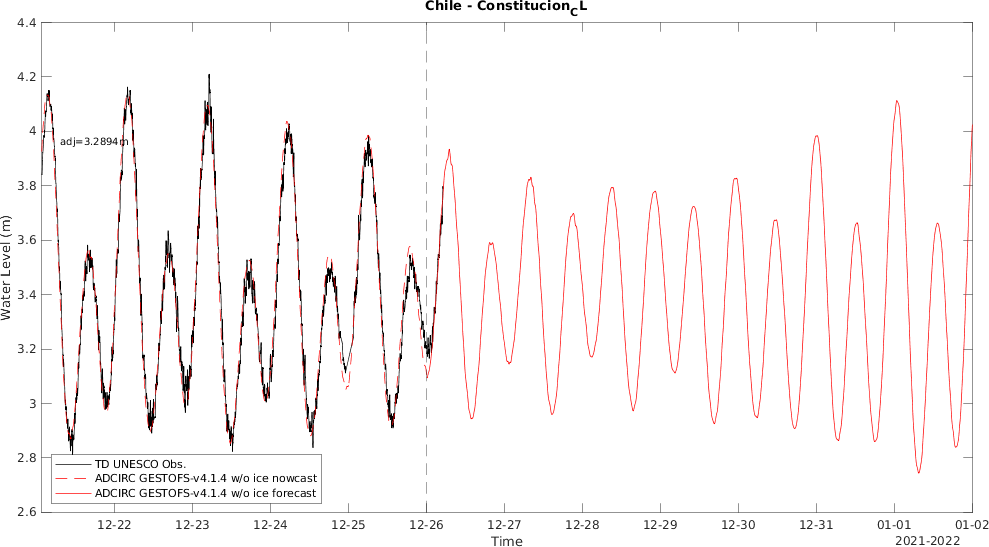 Chile - Constitucion_CL
4.4
4.2
4
3.8
3.6
3.4
3.2
3
2.8
2.6
Water Level (m)
adj=3.2894m
TD UNESCO Obs.
ADCIRC GESTOFS-v4.1.4 w/o ice nowcast
ADCIRC GESTOFS-v4.1.4 w/o ice forecast
12-22 12-23 12-24 12-25 12-26 12-27 12-28 12-29 12-30 12-31 01-01 01-02
Time
2021-2022